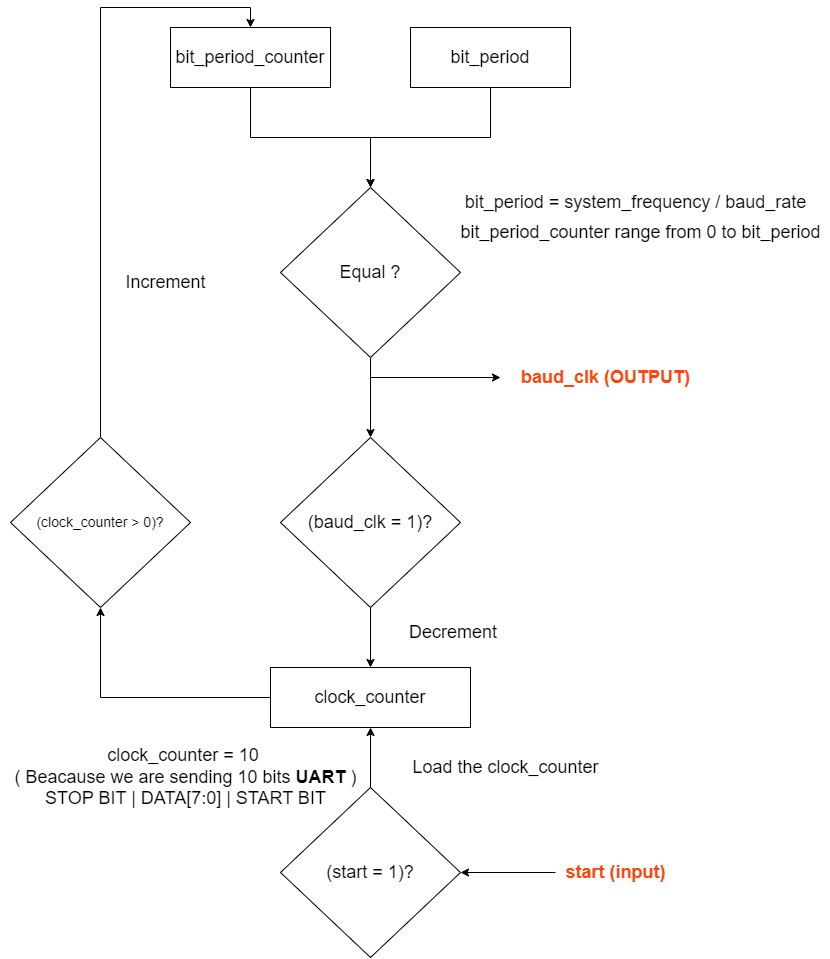 bit_period_counter
bit_period
bit_period = system_frequency / baud_rate
bit_period_counter range from 0 to bit_period
Equal ?
Increment
baud_clk (OUTPUT)
(clock_counter > 0)?
(baud_clk = 1)?
Decrement
clock_counter
clock_counter = 10
( Beacause we are sending 10 bits UART )
STOP BIT | DATA[7:0] | START BIT
Load the clock_counter
(start = 1)?
start (input)